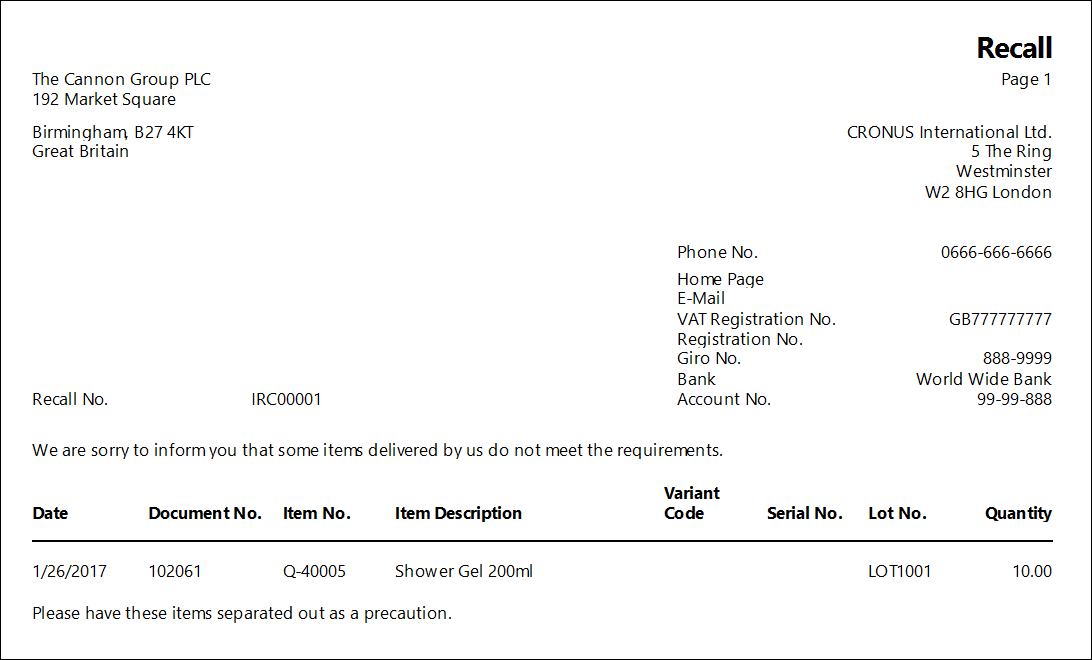 Recall
The Cannon Group PLC Page 1
192 Market Square
Birmingham, B27 4KT CRONUS International Ltd.
Great Britain 5 The Ring
Westminster
W2 8HG London
Phone No. 0666-666-6666
Home Page
E-Mail
VAT Registration No. GB777777777
Registration No.
Giro No. 888-9999
Bank World Wide Bank
Recall No. IRC00001 Account No. 99-99-888
We are sorry to inform you that some items delivered by us do not meet the requirements.
Date Document No. Item No. Item Description Variant Code Serial No. Lot No. Quantity
1/26/2017 102061 Q-40005 Shower Gel 200ml LOT1001 10.00
Please have these items separated out as a precaution.